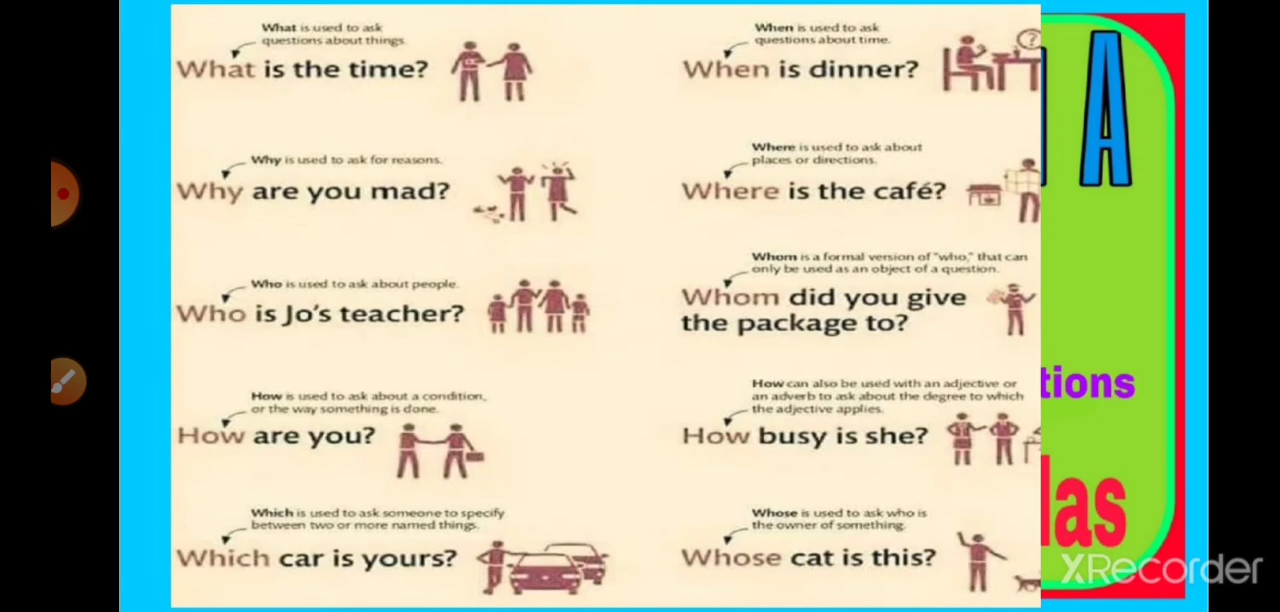 What is used to ask
questions about things.
What is the time?
When is used to ask
questions about time.
When is dinner?
Why is used to ask for reasons.
Why are you mad?
Where is used to ask about
places or directions.
Where is the café?
Who is used to ask about people.
Who is Jo's teacher?
Whom is a formal version of "who," that can
only be used as an object of a question.
Whom did you give
the package to?
How is used to ask about a condition,
or the way something is done.
How are you?
How can also be used with an adjective or
an adverb to ask about the degree to which
the adjective applies.
How busy is she?
Which is used to ask someone to specify
between two or more named things.
Which car is yours?
Whose is used to ask who is
the owner of something.
Whose cat is this?
?
A
tions
las
XRecorder